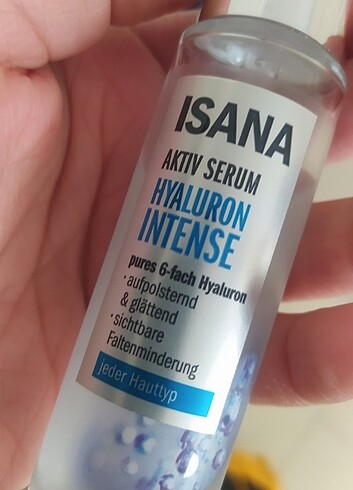 ISANA
AKTIV SERUM
HYALURON
INTENSE
pures 6-fach Hyaluron
· aufpolsternd
& glättend
· sichtbare
Faltenminderung
jeder Hauttyp